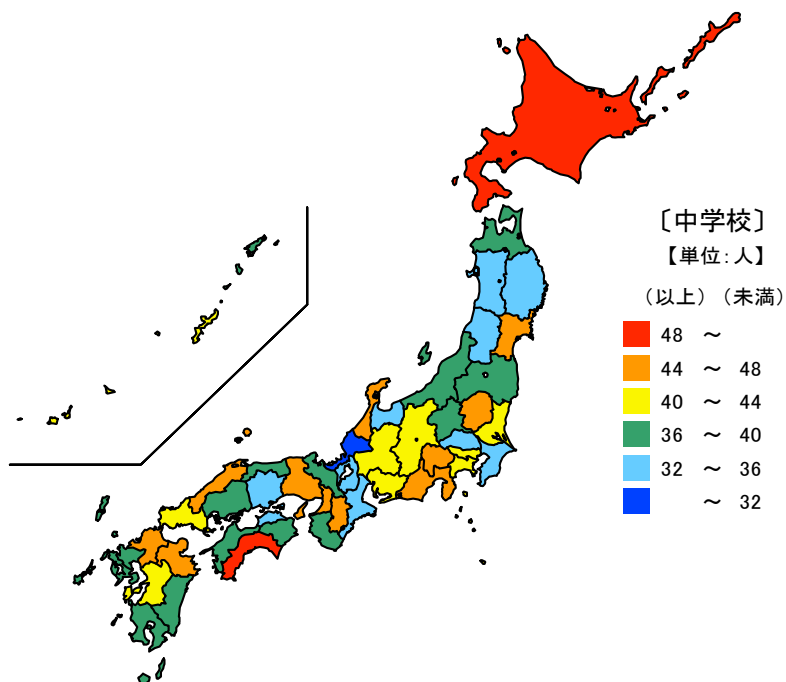 〔中学校〕
【単位:人】
(以上) (未満)
48 ～
44 ～ 48
40 ～ 44
36 ～ 40
32 ～ 36
～ 32